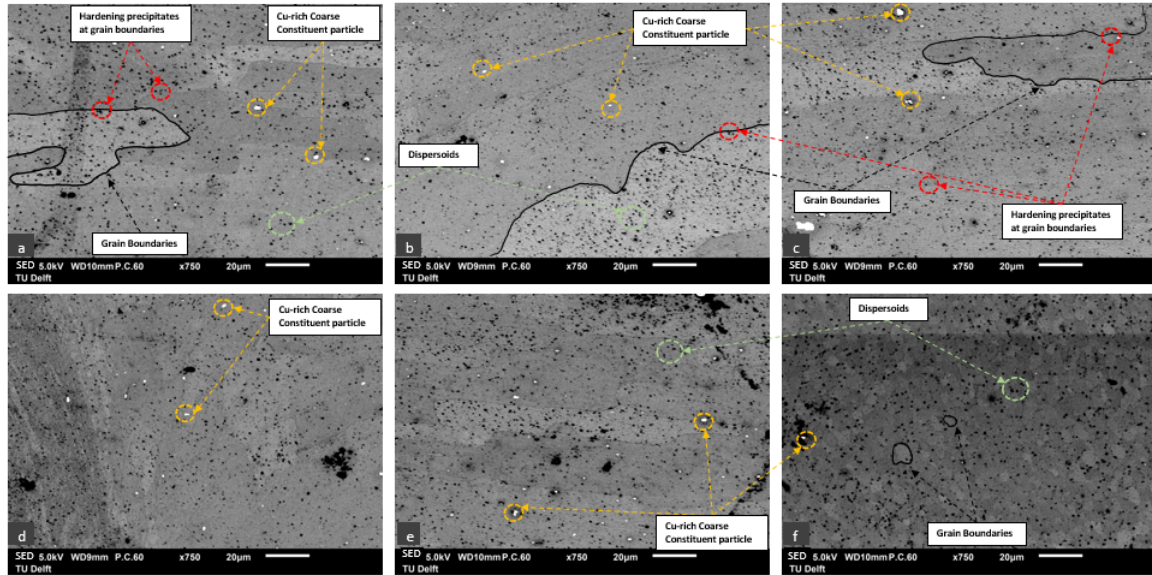 Hardening precipitates
at grain boundaries
Cu-rich Coarse
Constituent particle
Grain Boundaries
a
SED 5.0kV WD10mm P.C.60 x750 20µm
TU Delft
Cu-rich Coarse
Constituent particle
Dispersoids
b
SED 5.0kV WD9mm P.C.60 x750 20µm
TU Delft
Grain Boundaries
Hardening precipitates
at grain boundaries
c
SED 5.0kV WD9mm P.C.60 x750 20µm
TU Delft
Cu-rich Coarse
Constituent particle
d
SED 5.0kV WD9mm P.C.60 x750 20µm
TU Delft
Cu-rich Coarse
Constituent particle
e
SED 5.0kV WD10mm P.C.60 x750 20µm
TU Delft
Dispersoids
Grain Boundaries
f
SED 5.0kV WD10mm P.C.60 x750 20µm
TU Delft